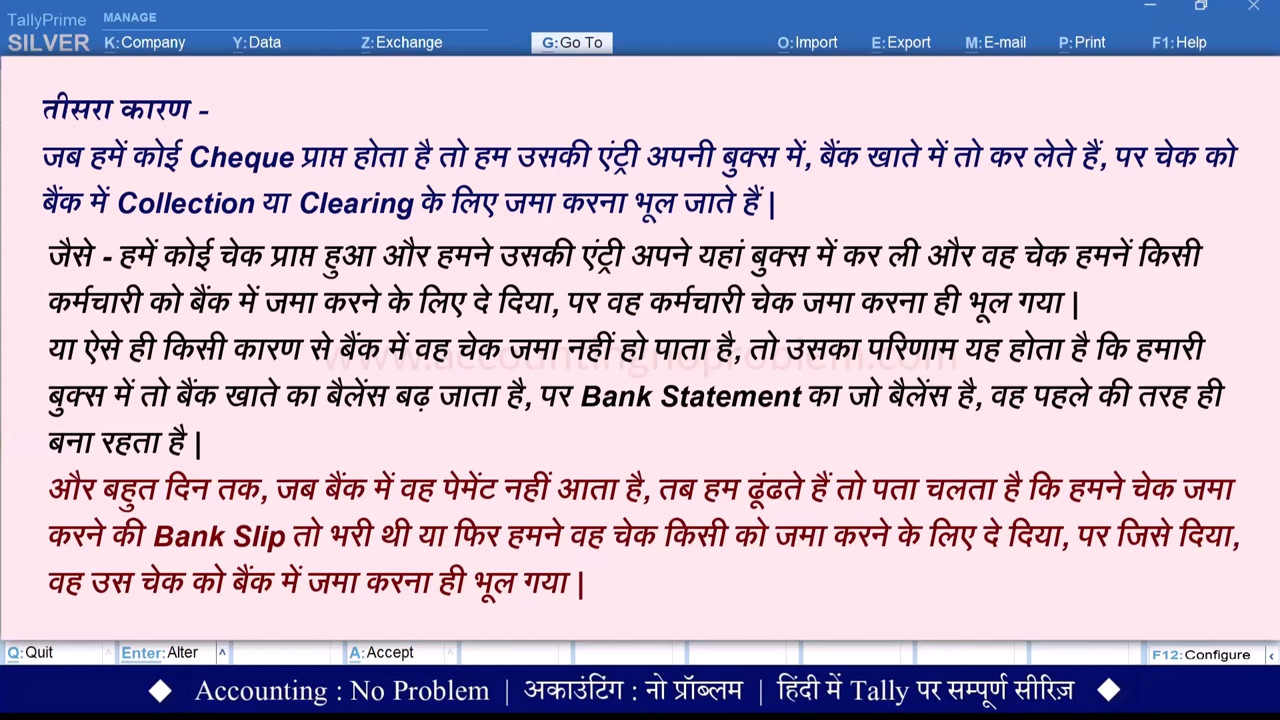 TallyPrime
MANAGE
SILVER K:Company Y:Data Z:Exchange G:Go To O:Import E:Export M:E-mail P:Print F1:Help
तीसरा कारण -
जब हमें कोई Cheque प्राप्त होता है तो हम उसकी एंट्री अपनी बुक्स में, बैंक खाते में तो कर लेते हैं, पर चेक को
बैंक में Collection या Clearing के लिए जमा करना भूल जाते हैं |
जैसे - हमें कोई चेक प्राप्त हुआ और हमने उसकी एंट्री अपने यहां बुक्स में कर ली और वह चेक हमनें किसी
कर्मचारी को बैंक में जमा करने के लिए दे दिया, पर वह कर्मचारी चेक जमा करना ही भूल गया |
या ऐसे ही किसी कारण से बैंक में वह चेक जमा नहीं हो पाता है, तो उसका परिणाम यह होता है कि हमारी
www.accountingnoproblem.com
बुक्स में तो बैंक खाते का बैलेंस बढ़ जाता है, पर Bank Statement का जो बैलेंस है, वह पहले की तरह ही
बना रहता है |
और बहुत दिन तक, जब बैंक में वह पेमेंट नहीं आता है, तब हम ढूंढते हैं तो पता चलता है कि हमने चेक जमा
करने की Bank Slip तो भरी थी या फिर हमने वह चेक किसी को जमा करने के लिए दे दिया, पर जिसे दिया,
वह उस चेक को बैंक में जमा करना ही भूल गया |
Q:Quit Enter:Alter A:Accept F12:Configure
Accounting : No Problem | अकाउंटिंग : नो प्रॉब्लम | हिंदी में Tally पर सम्पूर्ण सीरिज़